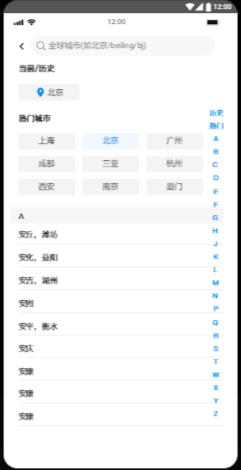 12:00
12:00
全球城市(如北京/beijing/bj)
当前/历史
北京
热门城市
上海 北京 广州
成都 三亚 杭州
西安 南京 厦门
历史
热门
A
B
C
D
E
F
G
H
J
K
L
M
N
P
Q
R
S
T
W
X
Y
Z
A
安丘，潍坊
安化，益阳
安吉，湖州
安平，衡水
安庆
安康
安康
安康